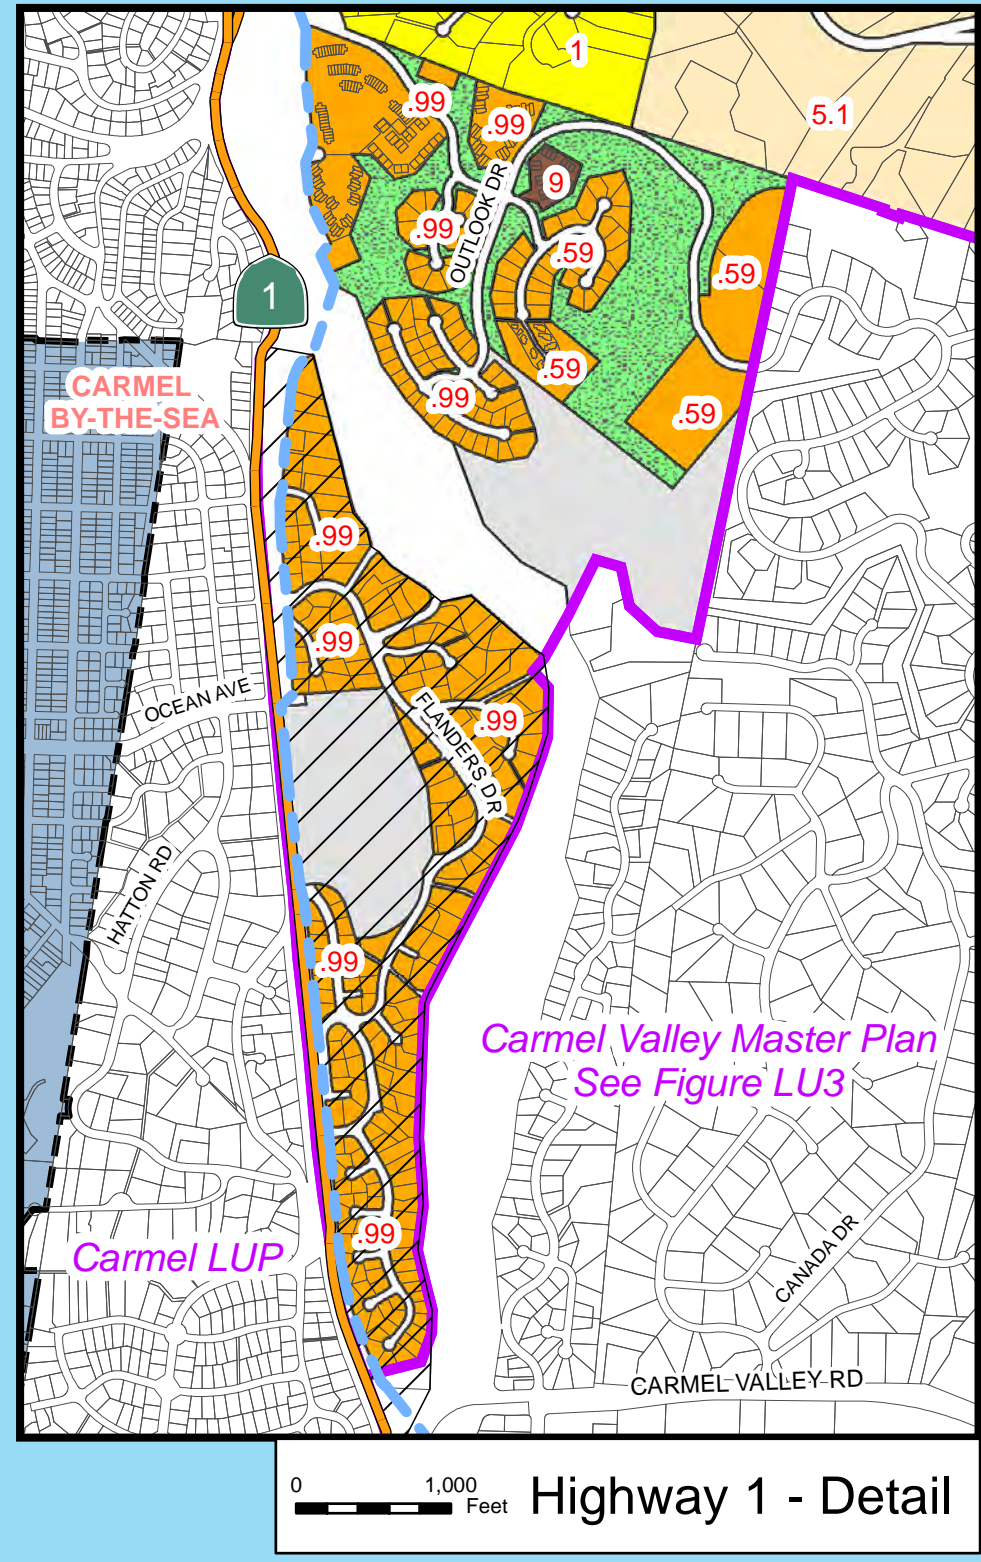 1
5.1
.99
.99
9
.99
OUTLOOK DR
.59
.59
1
.59
.99
.59
CARMEL
BY-THE-SEA
.99
.99
OCEAN AVE
FLANDERS DR
.99
HATTON RD
.99
Carmel Valley Master Plan
See Figure LU3
.99
Carmel LUP
CANADA DR
CARMEL VALLEY RD
0 1,000
Feet
Highway 1 - Detail